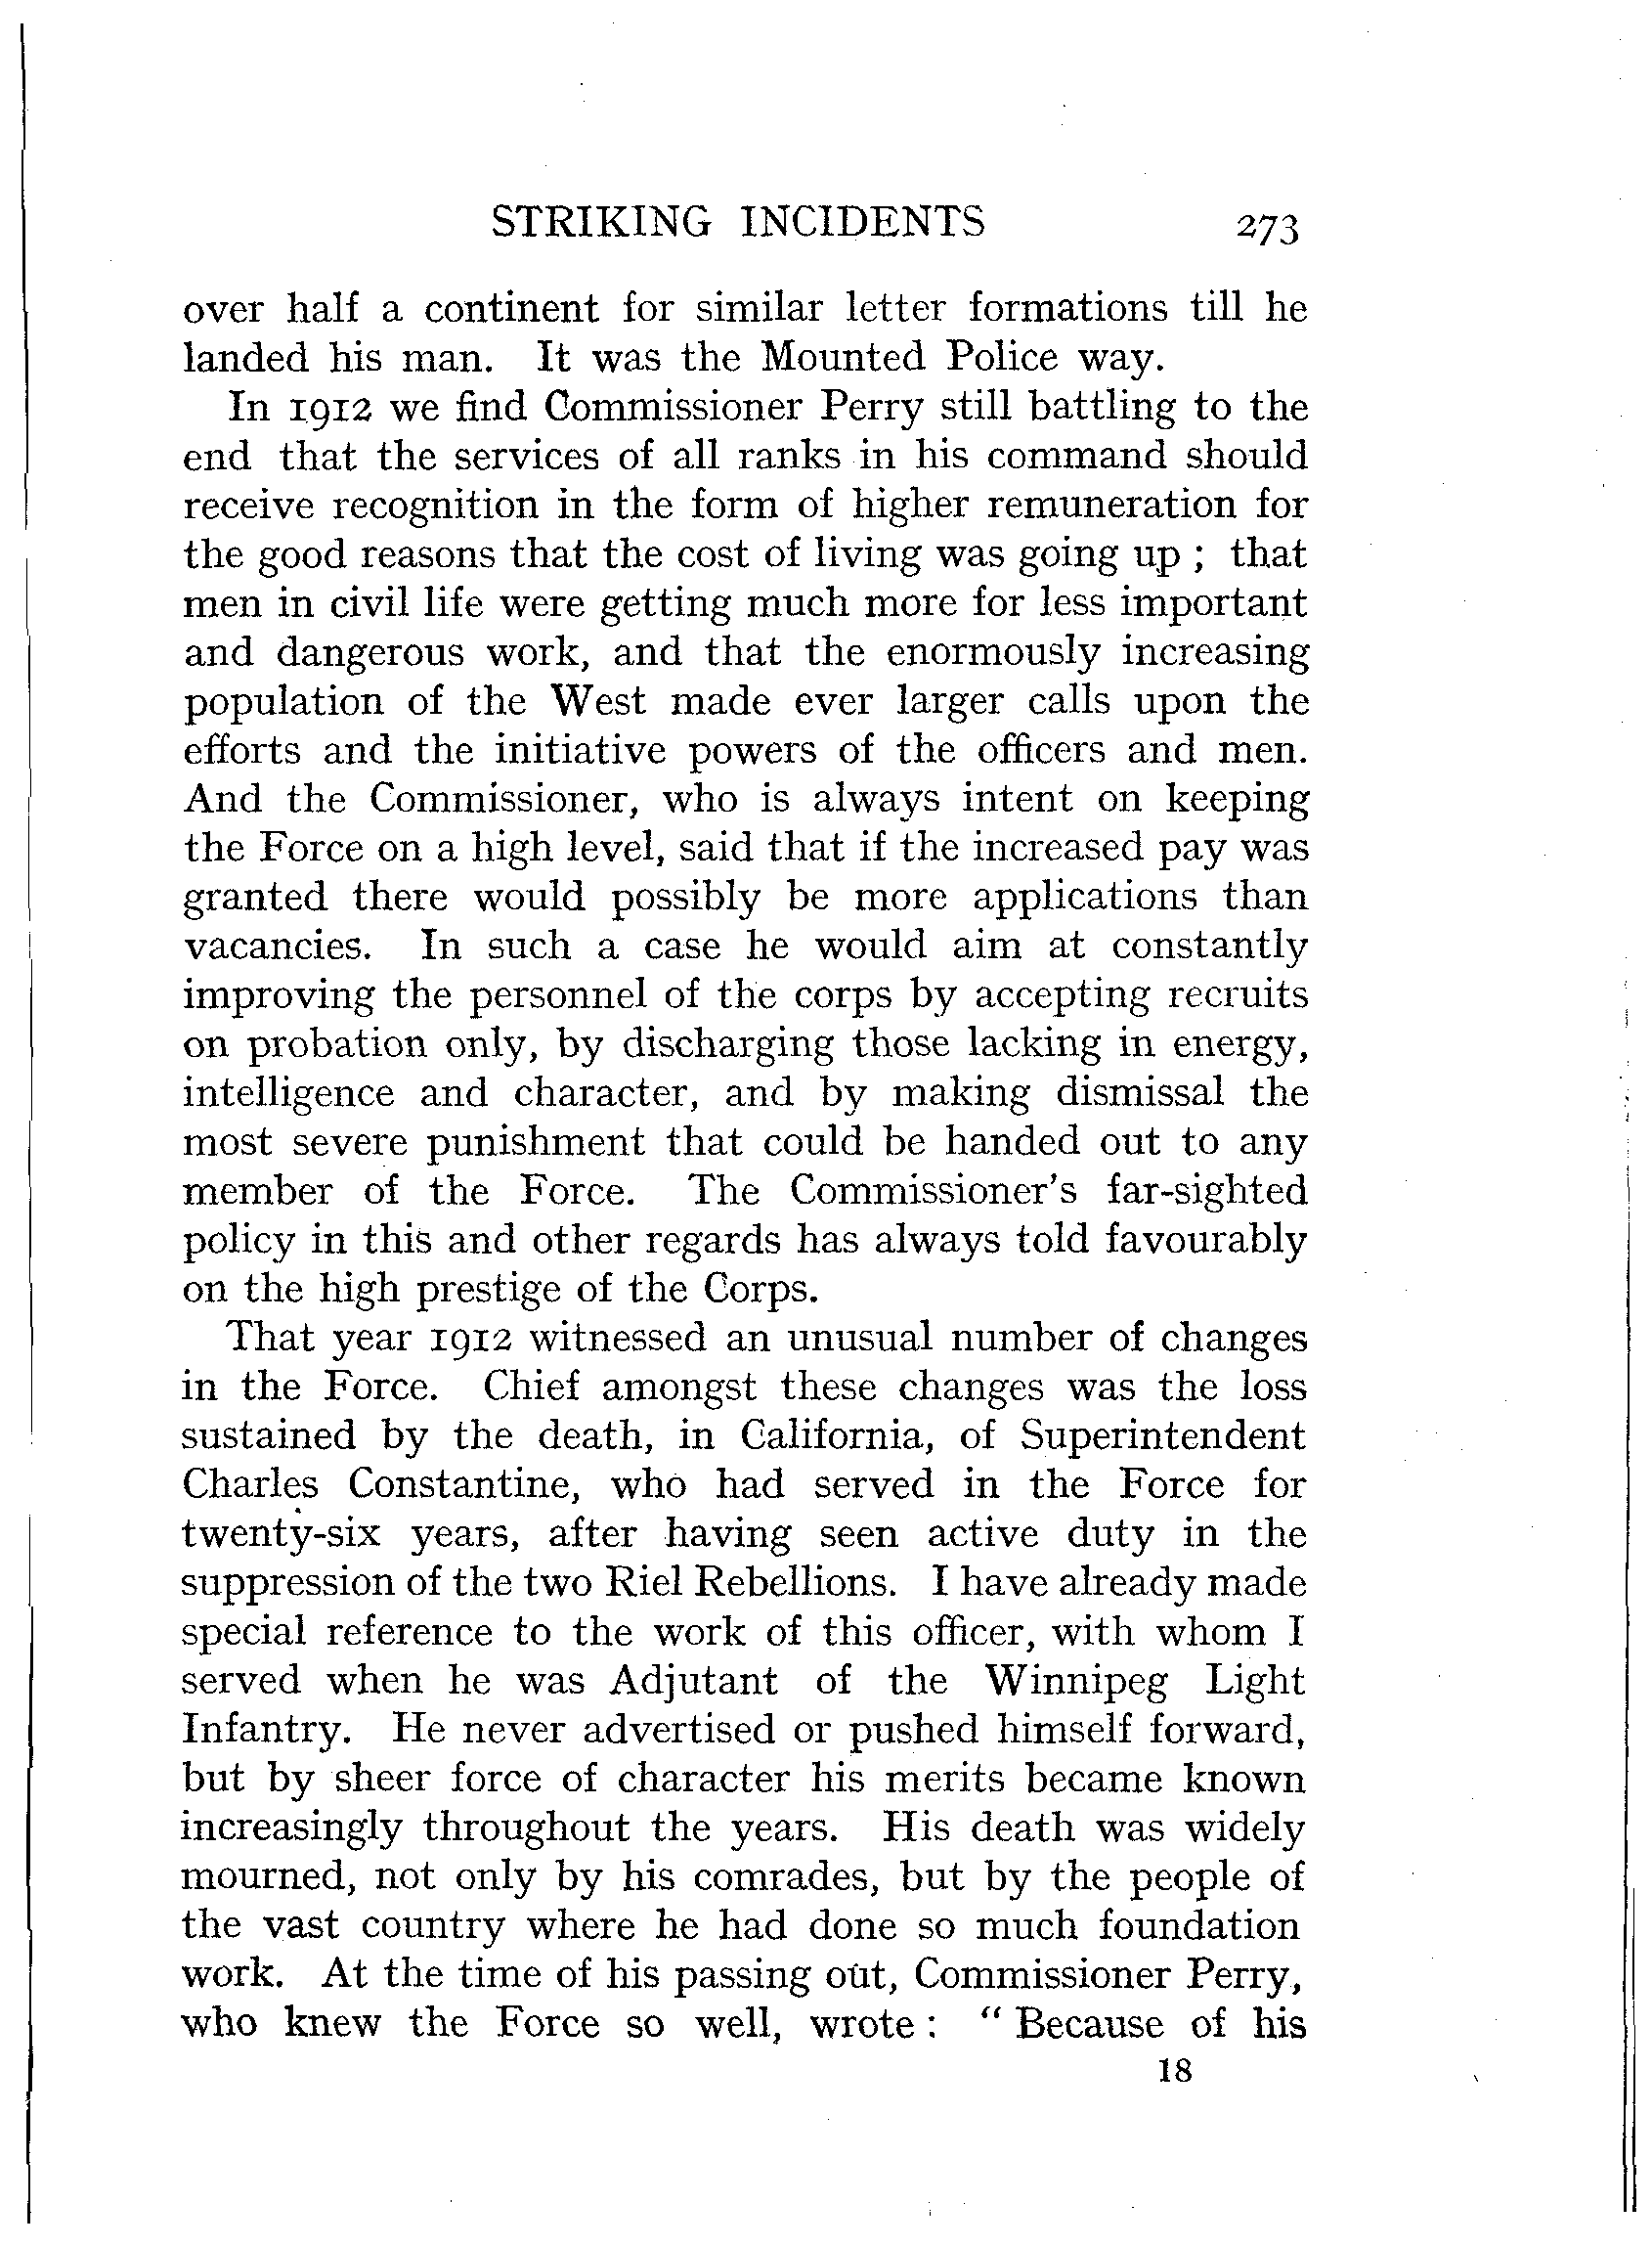 STRIKING INCIDENTS 273
over half a continent for similar letter formations till he
landed his man. It was the Mounted Police way.
In 1912 we find Commissioner Perry still battling to the
end that the services of all ranks in his command should
receive recognition in the form of higher remuneration for
the good reasons that the cost of living was going up ; that
men in civil life were getting much more for less important
and dangerous work, and that the enormously increasing
population of the West made ever larger calls upon the
efforts and the initiative powers of the officers and men.
And the Commissioner, who is always intent on keeping
the Force on a high level, said that if the increased pay was
granted there would possibly be more applications than
vacancies. In such a case he would aim at constantly
improving the personnel of the corps by accepting recruits
on probation only, by discharging those lacking in energy,
intelligence and character, and by making dismissal the
most severe punishment that could be handed out to any
member of the Force. The Commissioner's far-sighted
policy in this and other regards has always told favourably
on the high prestige of the Corps.
That year 1912 witnessed an unusual number of changes
in the Force. Chief amongst these changes was the loss
sustained by the death, in California, of Superintendent
Charles Constantine, who had served in the Force for
twenty-six years, after having seen active duty in the
suppression of the two Riel Rebellions. I have already made
special reference to the work of this officer, with whom I
served when he was Adjutant of the Winnipeg Light
Infantry. He never advertised or pushed himself forward,
but by sheer force of character his merits became known
increasingly throughout the years. His death was widely
mourned, not only by his comrades, but by the people of
the vast country where he had done so much foundation
work. At the time of his passing out, Commissioner Perry,
who knew the Force so well, wrote : “ Because of his
18